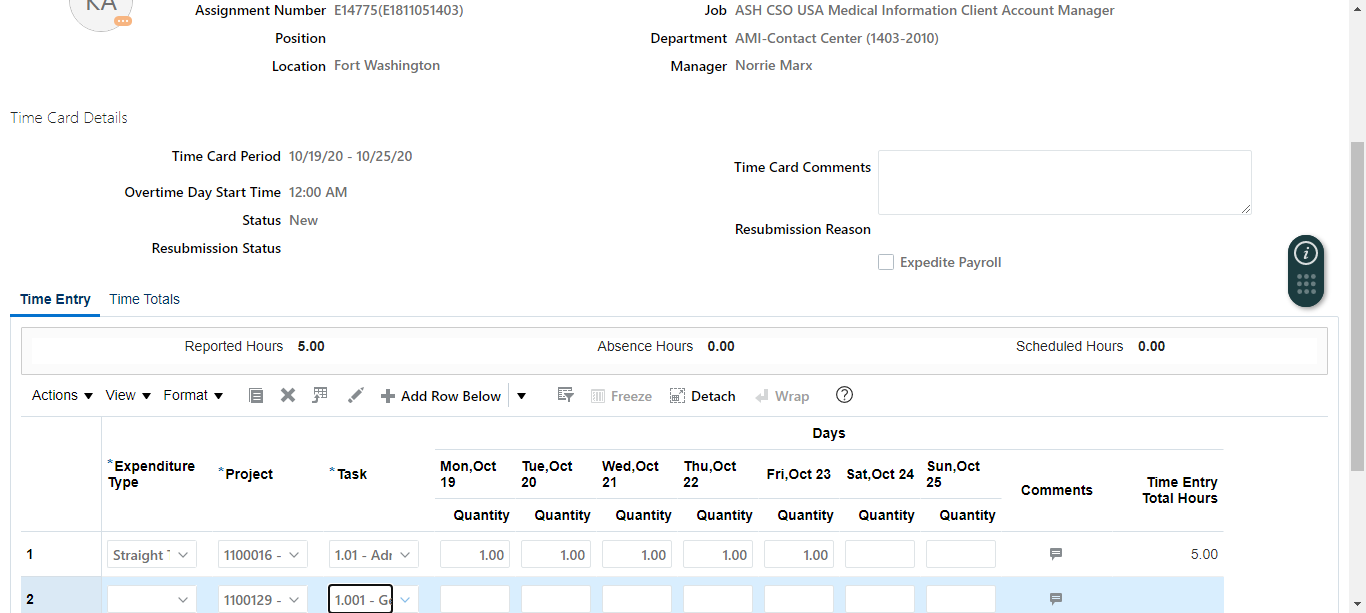 KA
Assignment Number E14775(E1811051403) Job ASH CSO USA Medical Information Client Account Manager
Position Department AMI-Contact Center (1403-2010)
Location Fort Washington Manager Norrie Marx
Time Card Details
Time Card Period 10/19/20 - 10/25/20
Time Card Comments
Overtime Day Start Time 12:00 AM
Status New
Resubmission Reason
Resubmission Status
Expedite Payroll
Time Entry Time Totals
Reported Hours 5.00 Absence Hours 0.00 Scheduled Hours 0.00
Actions View Format Add Row Below Freeze Detach Wrap
Days
*Expenditure Type *Project *Task Mon,Oct 19 Tue,Oct 20 Wed,Oct 21 Thu,Oct 22 Fri,Oct 23 Sat,Oct 24 Sun,Oct 25 Comments Time Entry Total Hours
Quantity Quantity Quantity Quantity Quantity Quantity Quantity
1 Straight 1100016 - 1.01 - Adr 1.00 1.00 1.00 1.00 1.00 5.00
2 1100129 - 1.001 - Ge